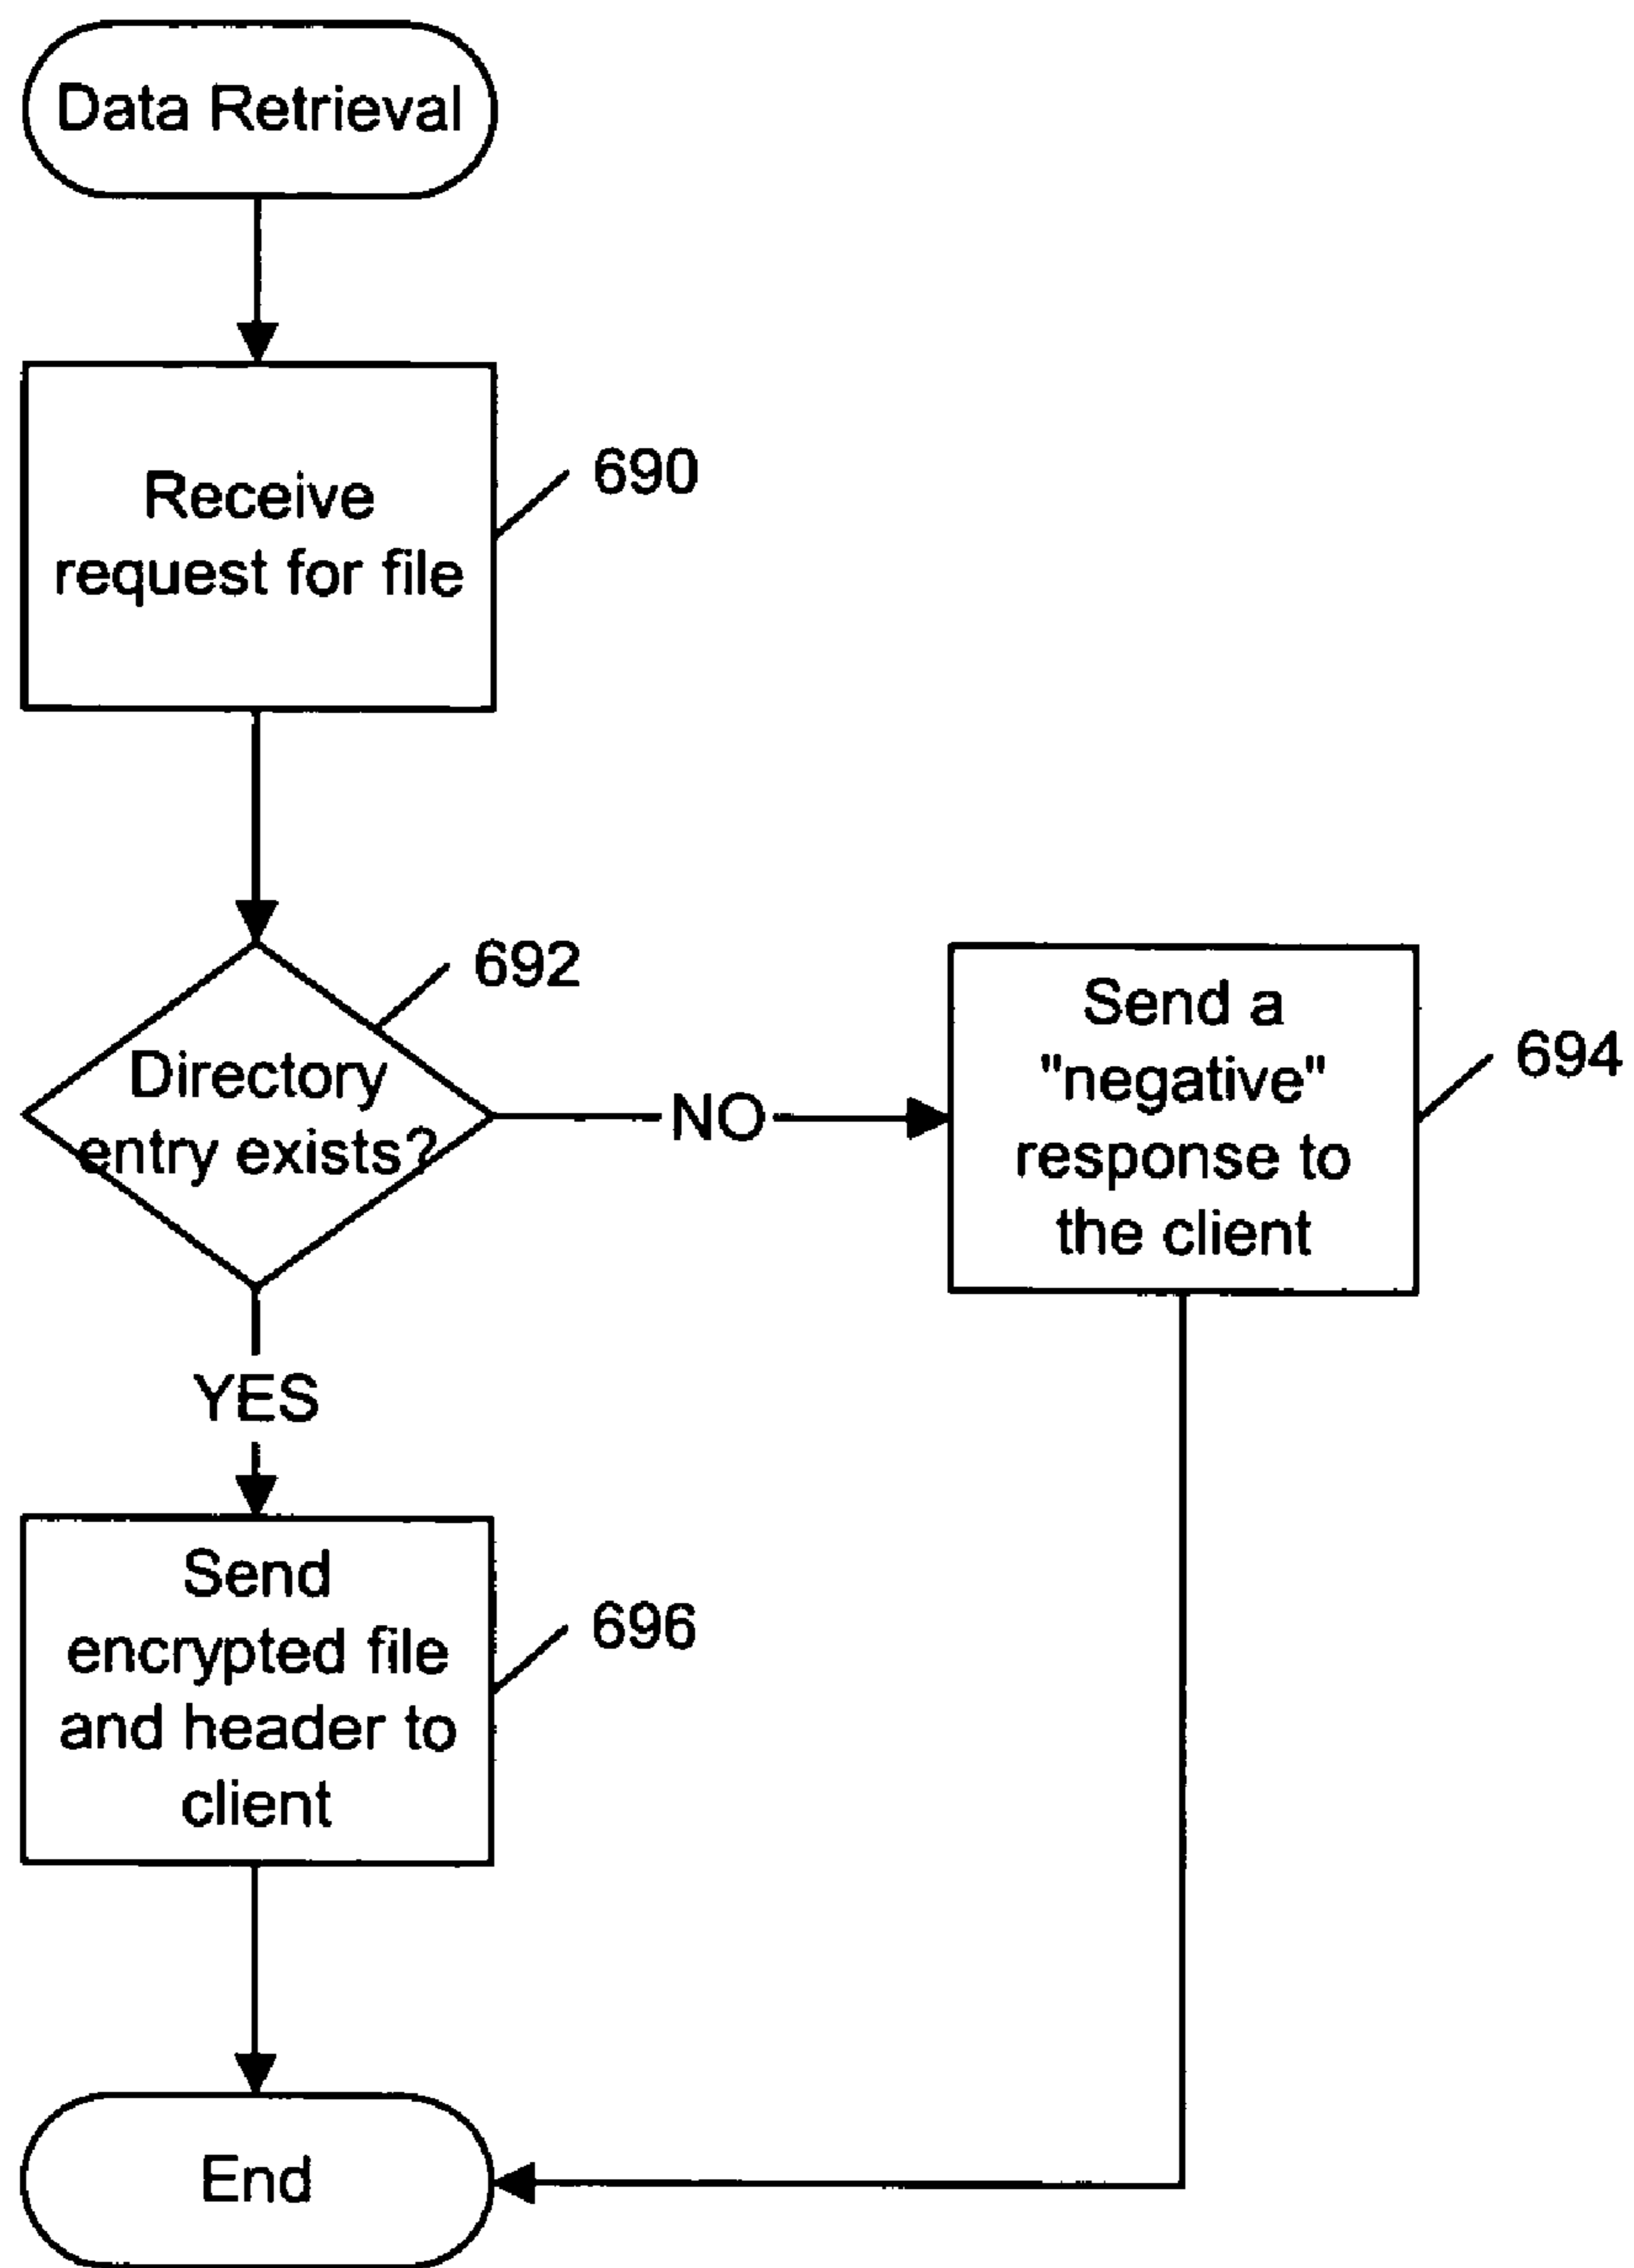 Data Retrieval
Receive
request for file
690
Directory
entry exists?
692
NO
Send a
"negative"
response to
the client
694
YES
Send
encrypted file
and header to
client
696
End